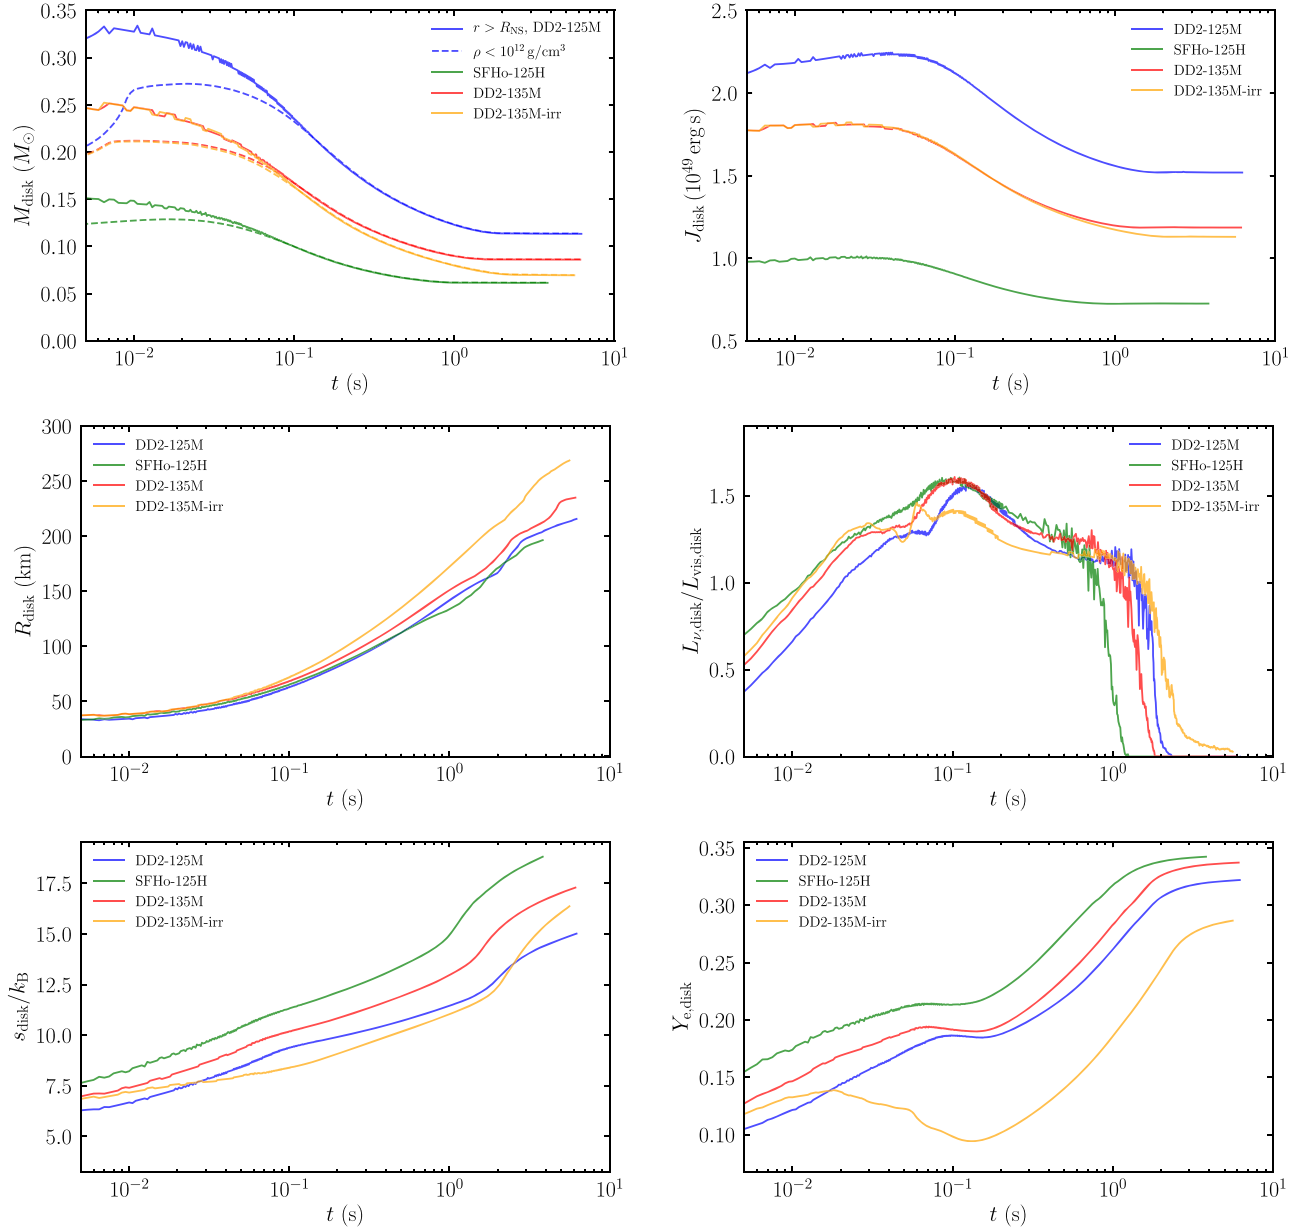 0.35
0.30
0.25
0.20
0.15
0.10
0.05
0.00
M_disk (M_⊙)
r > R_NS, DD2-125M
ρ < 10^12 g/cm^3
SFHo-125H
DD2-135M
DD2-135M-irr
10^−2
10^−1
10^0
10^1
t (s)
2.5
2.0
1.5
1.0
0.5
J_disk (10^49 erg s)
DD2-125M
SFHo-125H
DD2-135M
DD2-135M-irr
10^−2
10^−1
10^0
10^1
t (s)
300
250
200
150
100
50
0
R_disk (km)
DD2-125M
SFHo-125H
DD2-135M
DD2-135M-irr
10^−2
10^−1
10^0
10^1
t (s)
1.5
1.0
0.5
0.0
L_ν,disk/L_vis,disk
DD2-125M
SFHo-125H
DD2-135M
DD2-135M-irr
10^−2
10^−1
10^0
10^1
t (s)
17.5
15.0
12.5
10.0
7.5
5.0
s_disk/k_B
DD2-125M
SFHo-125H
DD2-135M
DD2-135M-irr
10^−2
10^−1
10^0
10^1
t (s)
0.35
0.30
0.25
0.20
0.15
0.10
Y_e,disk
DD2-125M
SFHo-125H
DD2-135M
DD2-135M-irr
10^−2
10^−1
10^0
10^1
t (s)